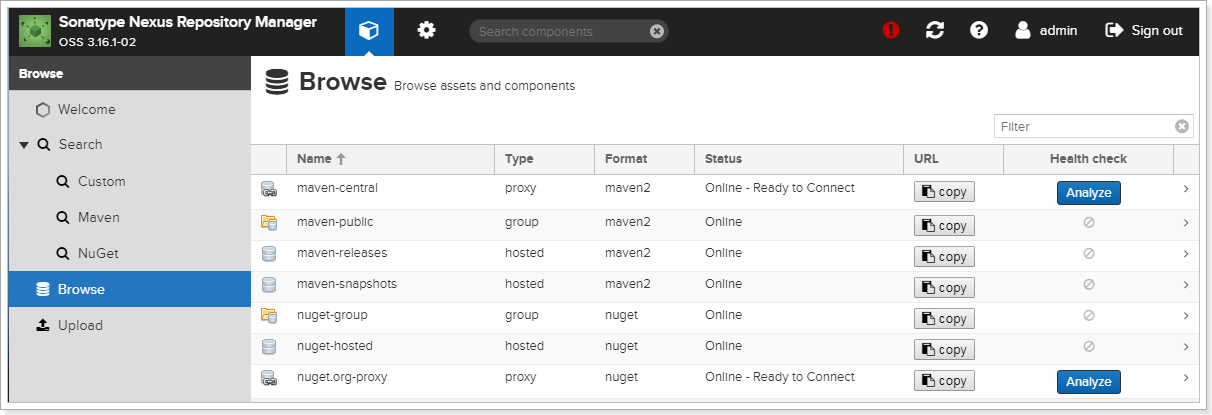 Sonatype Nexus Repository Manager
OSS 3.16.1-02
Search components
admin
Sign out
Browse
Welcome
Search
Custom
Maven
NuGet
Browse
Upload
Browse Browse assets and components
Filter
Name Type Format Status URL Health check
maven-central proxy maven2 Online - Ready to Connect copy Analyze
maven-public group maven2 Online copy
maven-releases hosted maven2 Online copy
maven-snapshots hosted maven2 Online copy
nuget-group group nuget Online copy
nuget-hosted hosted nuget Online copy
nuget.org-proxy proxy nuget Online - Ready to Connect copy Analyze